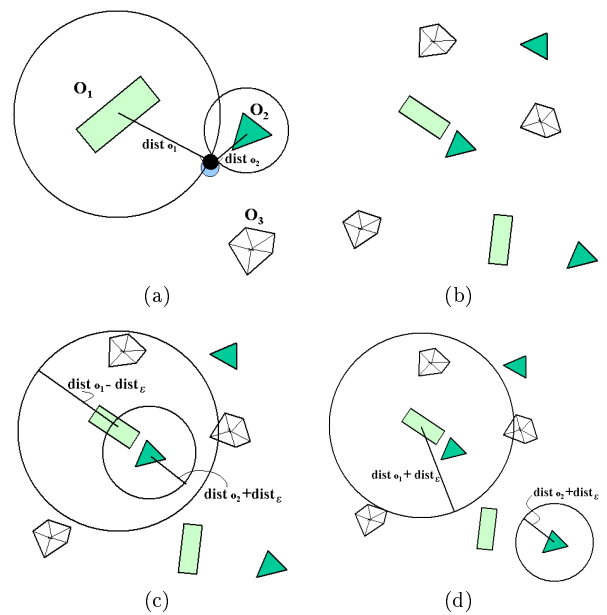 O1
O2
dist o1
dist o2
O3
(a)
(b)
dist o1- dist ε
dist o2+dist ε
(c)
dist o1+ dist ε
dist o2+dist ε
(d)